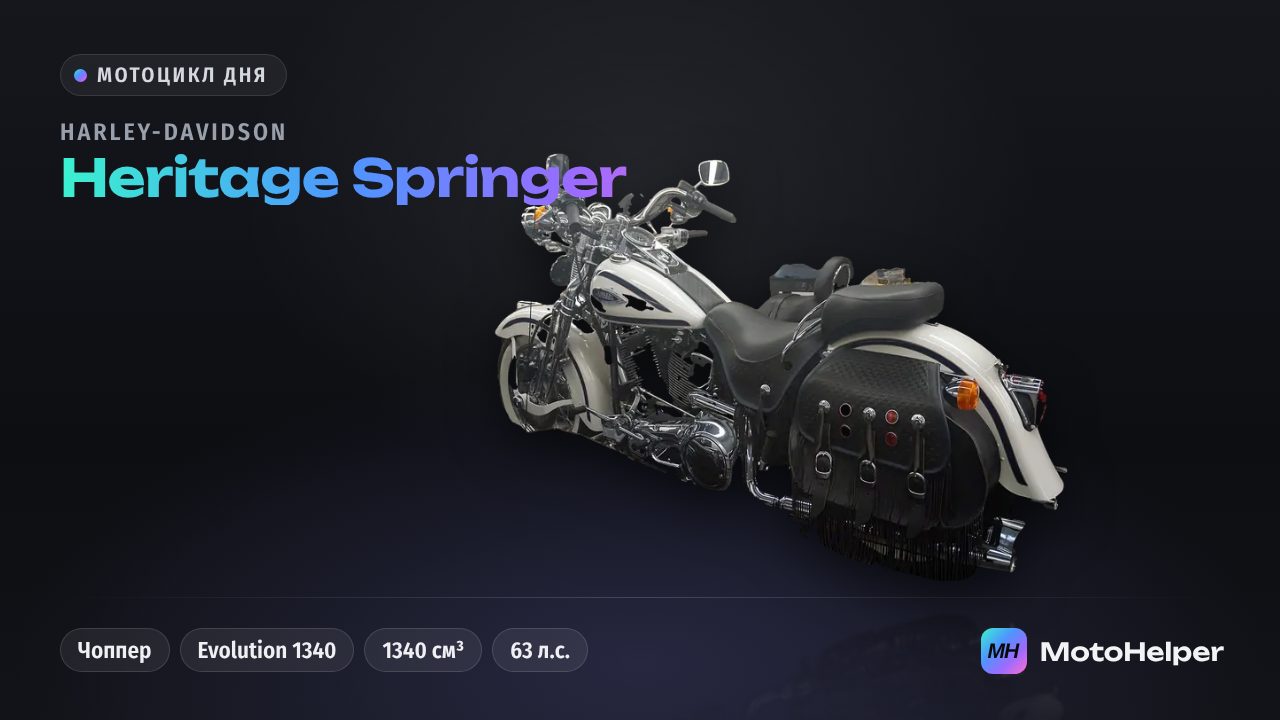 МОТОЦИКЛ ДНЯ
HARLEY-DAVIDSON
Heritage Springer
Чоппер
Evolution 1340
1340 см³
63 л.с.
MH MotoHelper